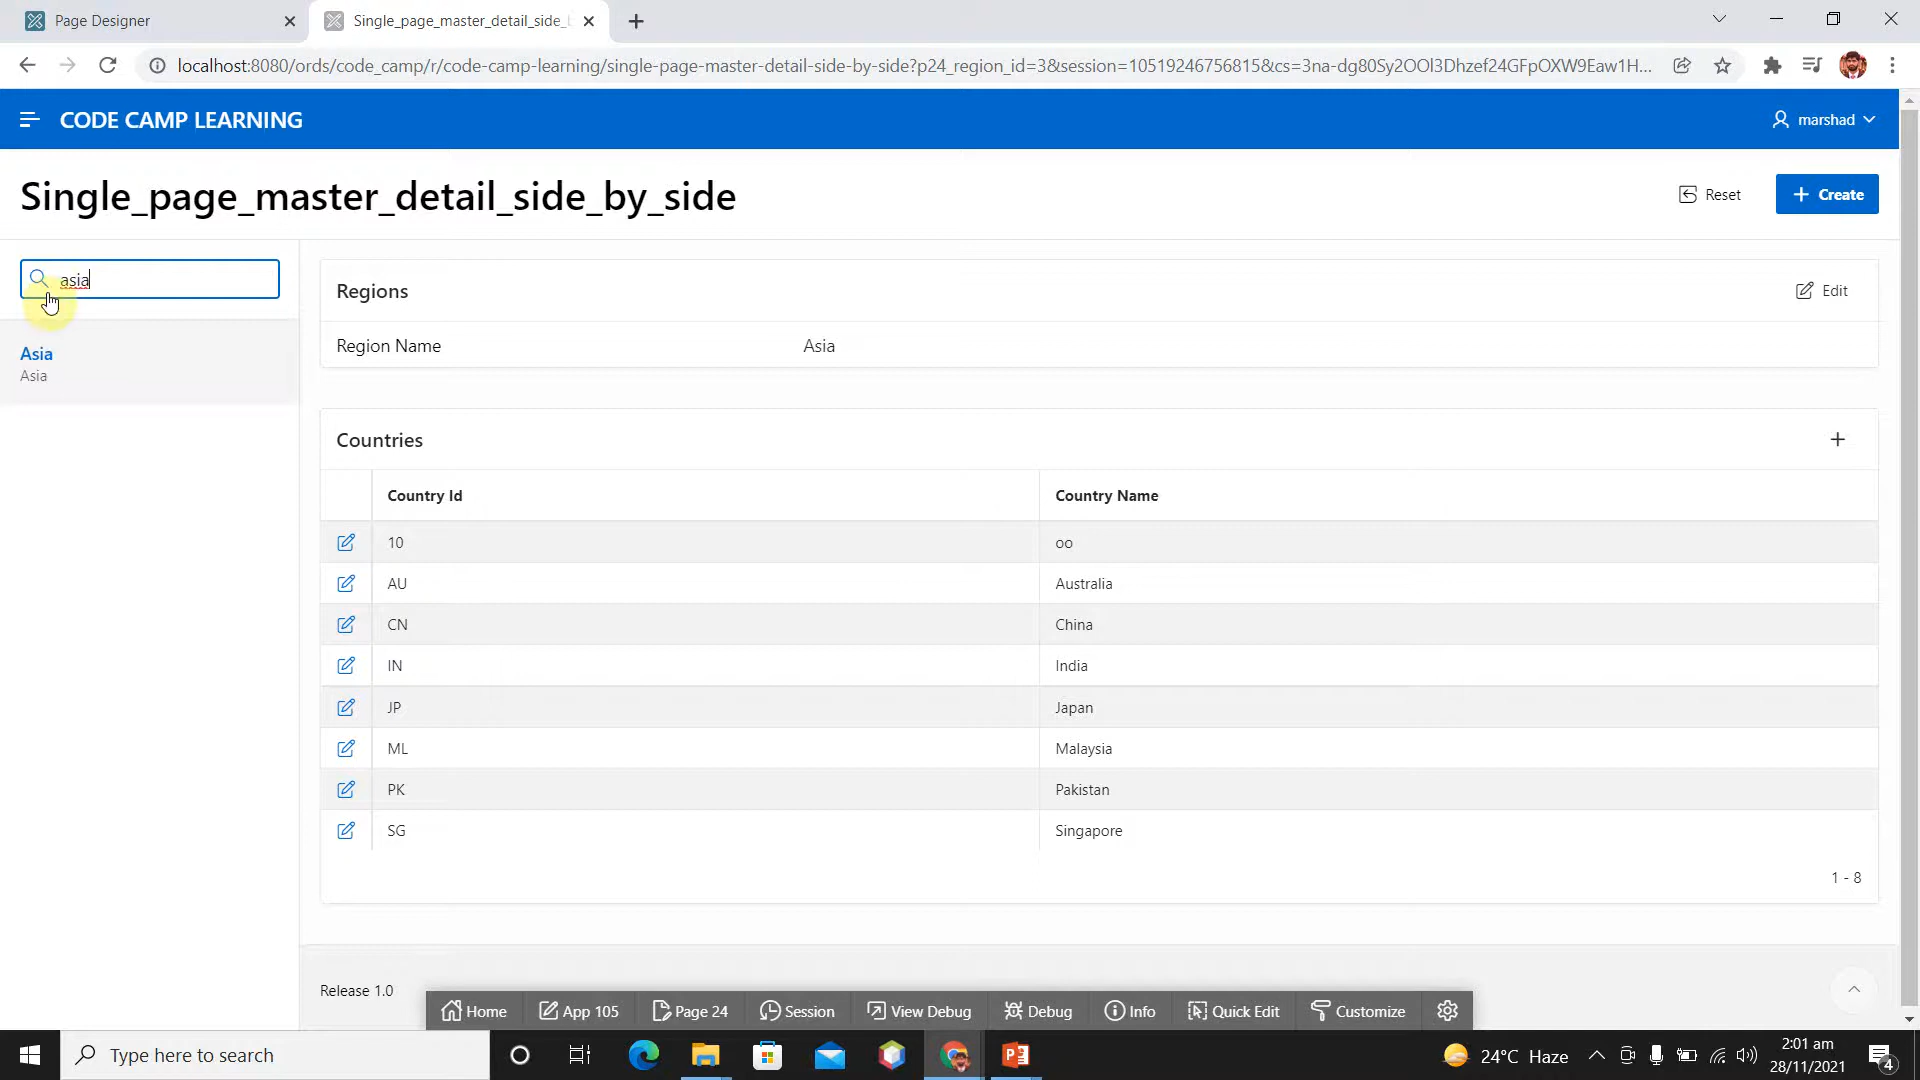 Page Designer
Single_page_master_detail_side_b
localhost:8080/ords/code_camp/r/code-camp-learning/single-page-master-detail-side-by-side?p24_region_id=3&session=10519246756815&cs=3na-dg80Sy2OOl3Dhzef24GFpOXW9Eaw1H...
CODE CAMP LEARNING
marshad
Single_page_master_detail_side_by_side
Reset
Create
asia
Asia
Asia
Regions
Edit
Region Name Asia
Countries
Country Id Country Name
10 oo
AU Australia
CN China
IN India
JP Japan
ML Malaysia
PK Pakistan
SG Singapore
1 - 8
Release 1.0
Home App 105 Page 24 Session View Debug Debug Info Quick Edit Customize
Type here to search
24°C Haze
2:01 am
28/11/2021
4